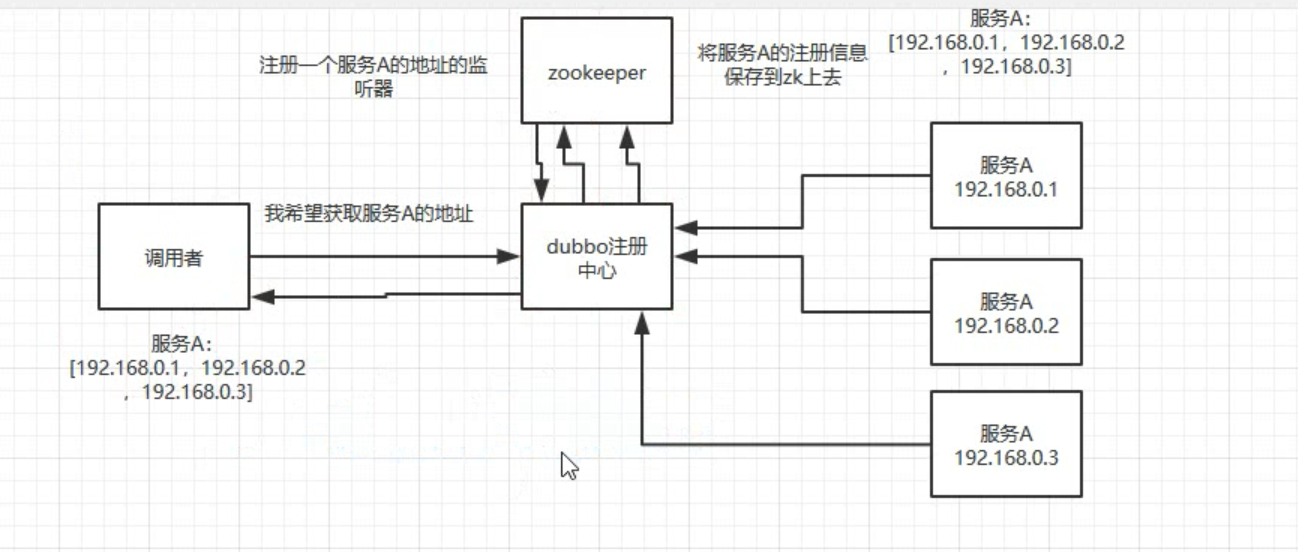 服务A：
[192.168.0.1，192.168.0.2
，192.168.0.3]
注册一个服务A的地址的监
听器
zookeeper
将服务A的注册信息
保存到zk上去
服务A
192.168.0.1
我希望获取服务A的地址
调用者
dubbo注册
中心
服务A
192.168.0.2
服务A：
[192.168.0.1，192.168.0.2
，192.168.0.3]
服务A
192.168.0.3